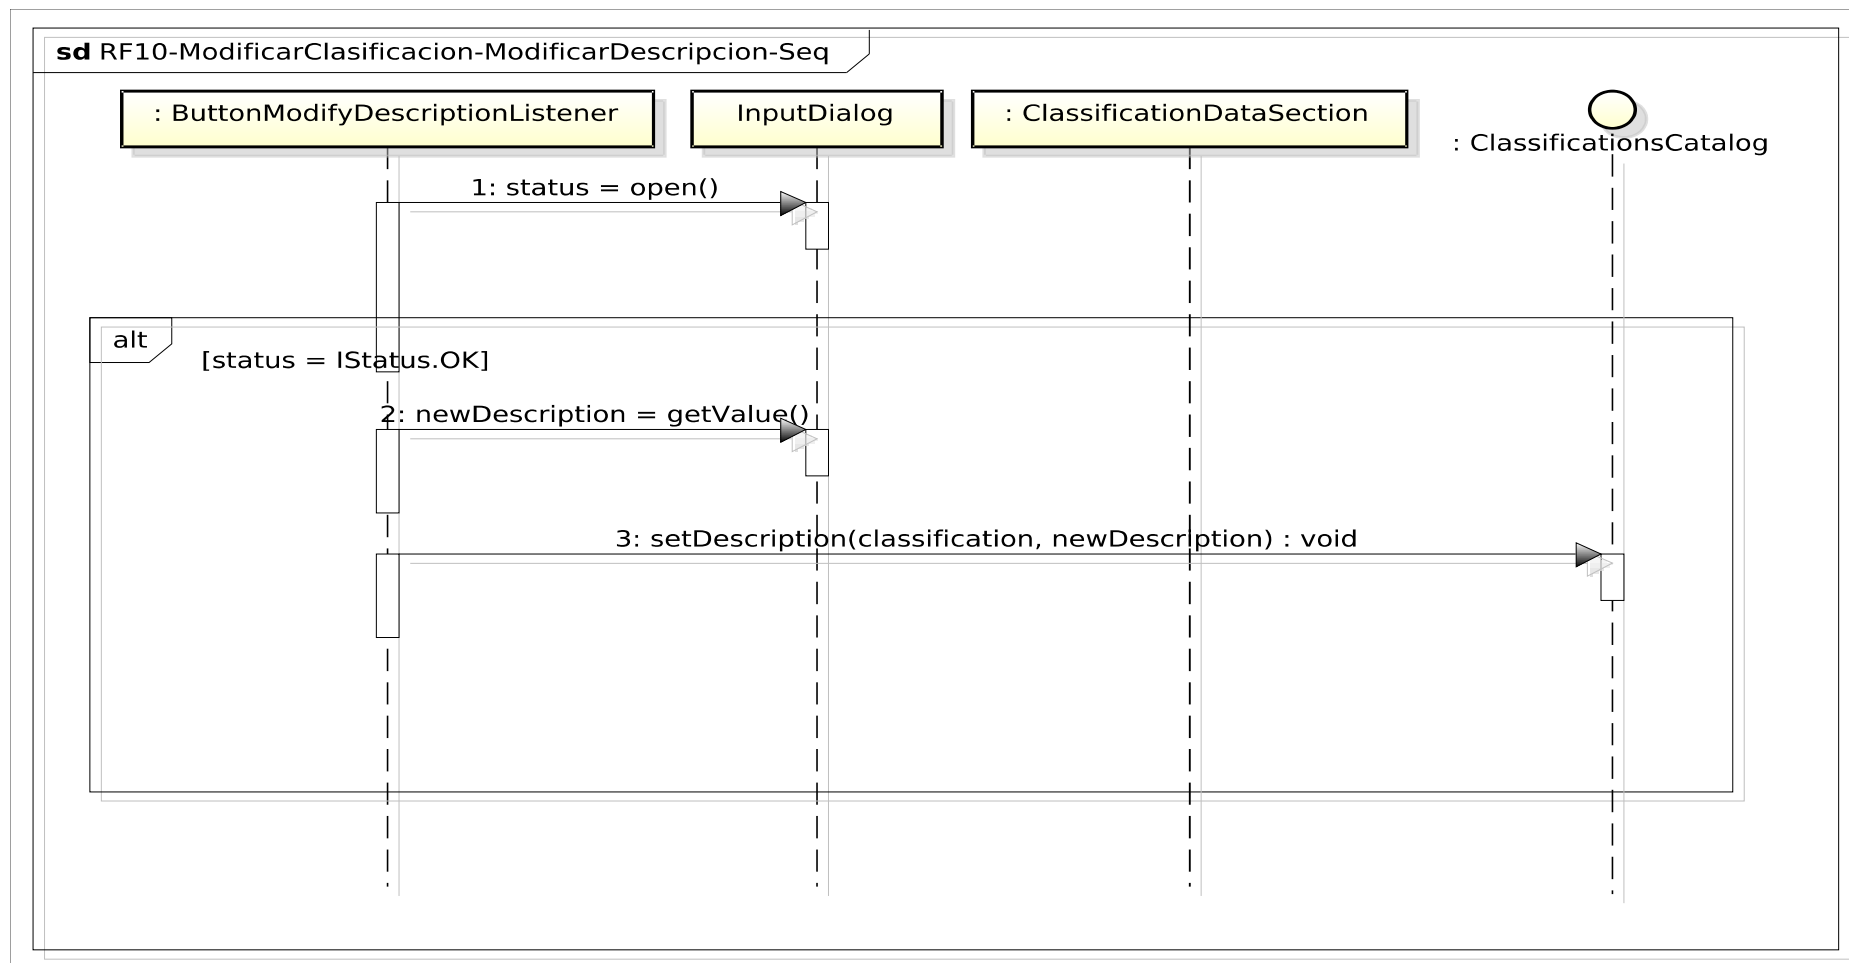 sd RF10-ModificarClasificacion-ModificarDescripcion-Seq
: ButtonModifyDescriptionListener
InputDialog
: ClassificationDataSection
: ClassificationsCatalog
1: status = open()
alt
[status = IStatus.OK]
2: newDescription = getValue()
3: setDescription(classification, newDescription) : void